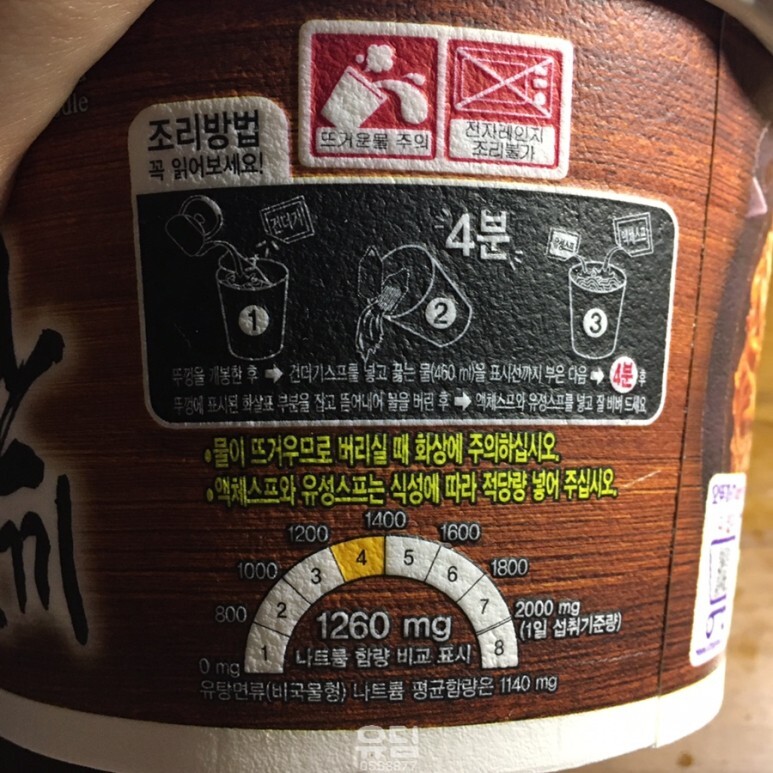 뜨거운물 주의
전자레인지
조리불가
조리방법
꼭 읽어보세요!
건더기
4분
유성스프
액체스프
1
2
3
뚜껑을 개봉한 후 ➡ 건더기스프를 넣고 끓는 물(460 ml)을 표시선까지 부은 다음 ➡ 4분 후
뚜껑에 표시된 화살표 부분을 잡고 뜯어내어 물을 버린 후 ➡ 액체스프와 유성스프를 넣고 잘 비벼 드세요
•물이 뜨거우므로 버리실 때 화상에 주의하십시오.
•액체스프와 유성스프는 식성에 따라 적당량 넣어 주십시오.
0 mg
800
1000
1200
1400
1600
1800
2000 mg
(1일 섭취기준량)
1 2 3 4 5 6 7 8
1260 mg
나트륨 함량 비교 표시
유탕면류(비국물형) 나트륨 평균함량은 1140 mg